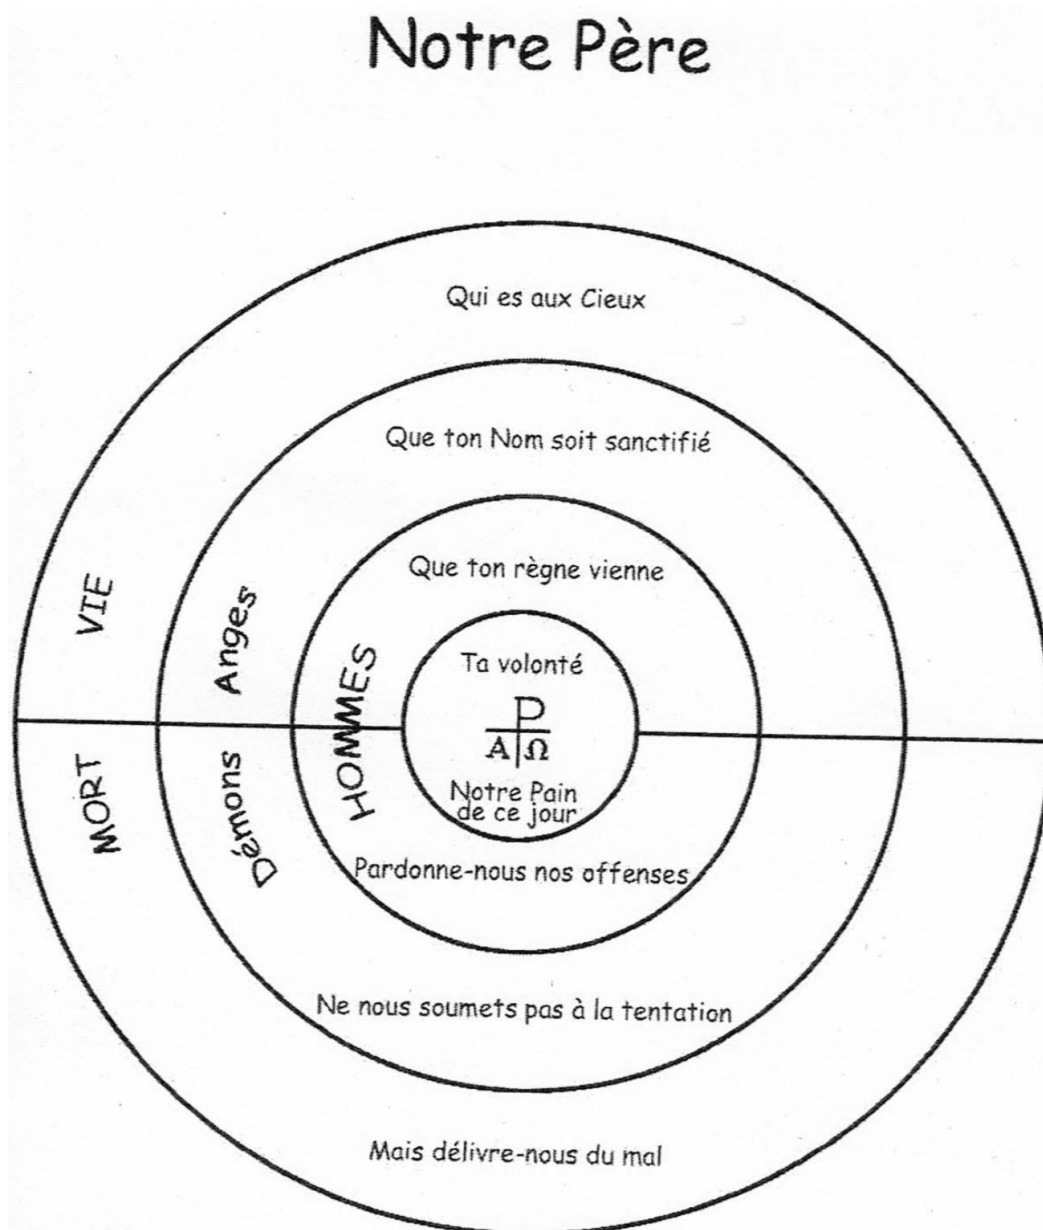 Notre Père
Qui es aux Cieux
Que ton Nom soit sanctifié
Que ton règne vienne
VIE
Anges
HOMMES
Ta volonté
P
A Ω
Notre Pain
de ce jour
MORT
Démons
Pardonne-nous nos offenses
Ne nous soumets pas à la tentation
Mais délivre-nous du mal